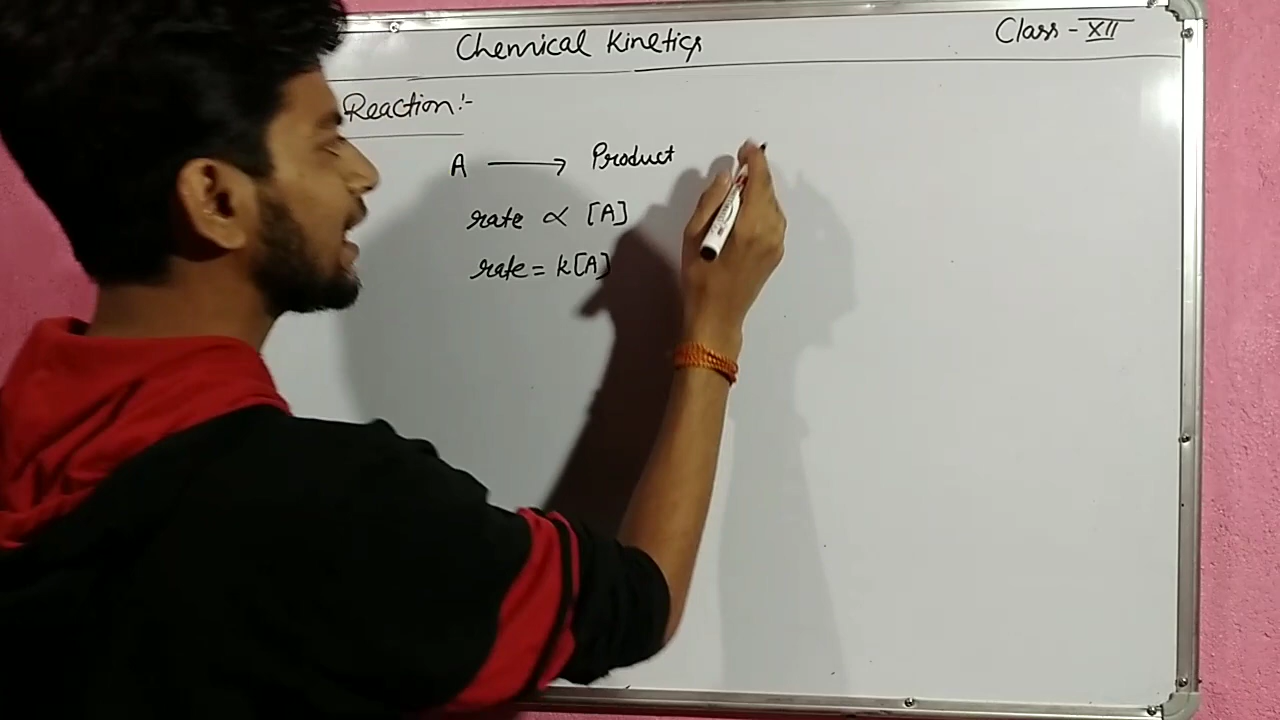 Chemical Kinetics
Class - XII
Reaction:-
A ⟶ Product
rate ∝ [A]
rate = k[A]